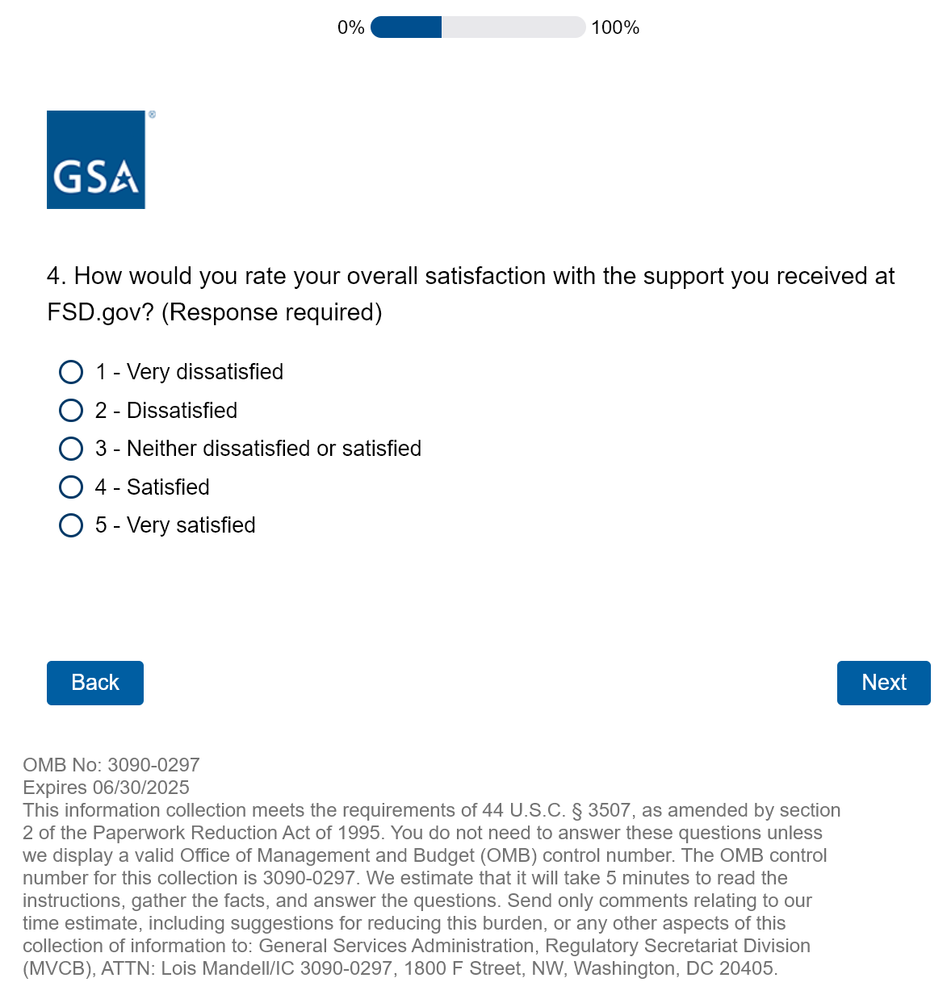 0% 100%
®
GSA
4. How would you rate your overall satisfaction with the support you received at
FSD.gov? (Response required)
1 - Very dissatisfied
2 - Dissatisfied
3 - Neither dissatisfied or satisfied
4 - Satisfied
5 - Very satisfied
Back Next
OMB No: 3090-0297
Expires 06/30/2025
This information collection meets the requirements of 44 U.S.C. § 3507, as amended by section
2 of the Paperwork Reduction Act of 1995. You do not need to answer these questions unless
we display a valid Office of Management and Budget (OMB) control number. The OMB control
number for this collection is 3090-0297. We estimate that it will take 5 minutes to read the
instructions, gather the facts, and answer the questions. Send only comments relating to our
time estimate, including suggestions for reducing this burden, or any other aspects of this
collection of information to: General Services Administration, Regulatory Secretariat Division
(MVCB), ATTN: Lois Mandell/IC 3090-0297, 1800 F Street, NW, Washington, DC 20405.